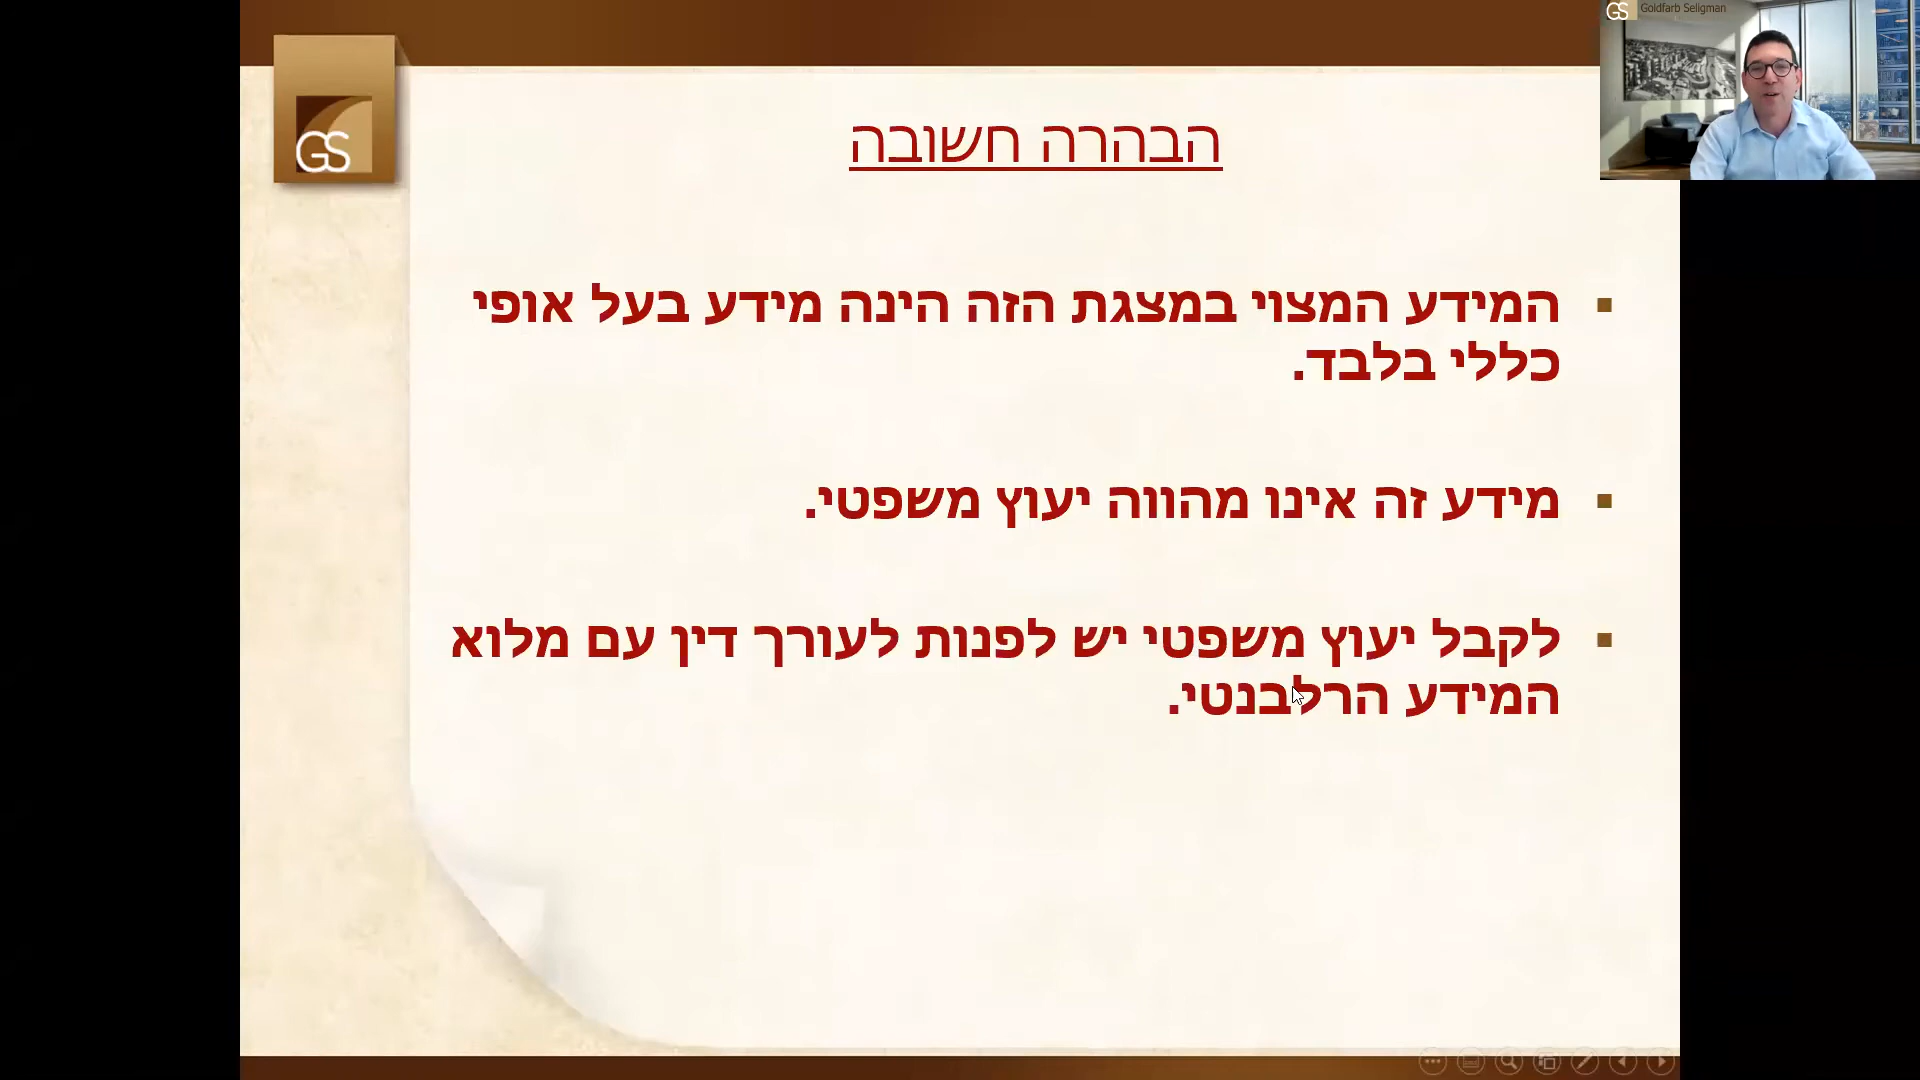 GS Goldfarb Seligman
GS
הבהרה חשובה
המידע המצוי במצגת הזה הינה מידע בעל אופי
כללי בלבד.
מידע זה אינו מהווה יעוץ משפטי.
לקבל יעוץ משפטי יש לפנות לעורך דין עם מלוא
המידע הרלבנטי.